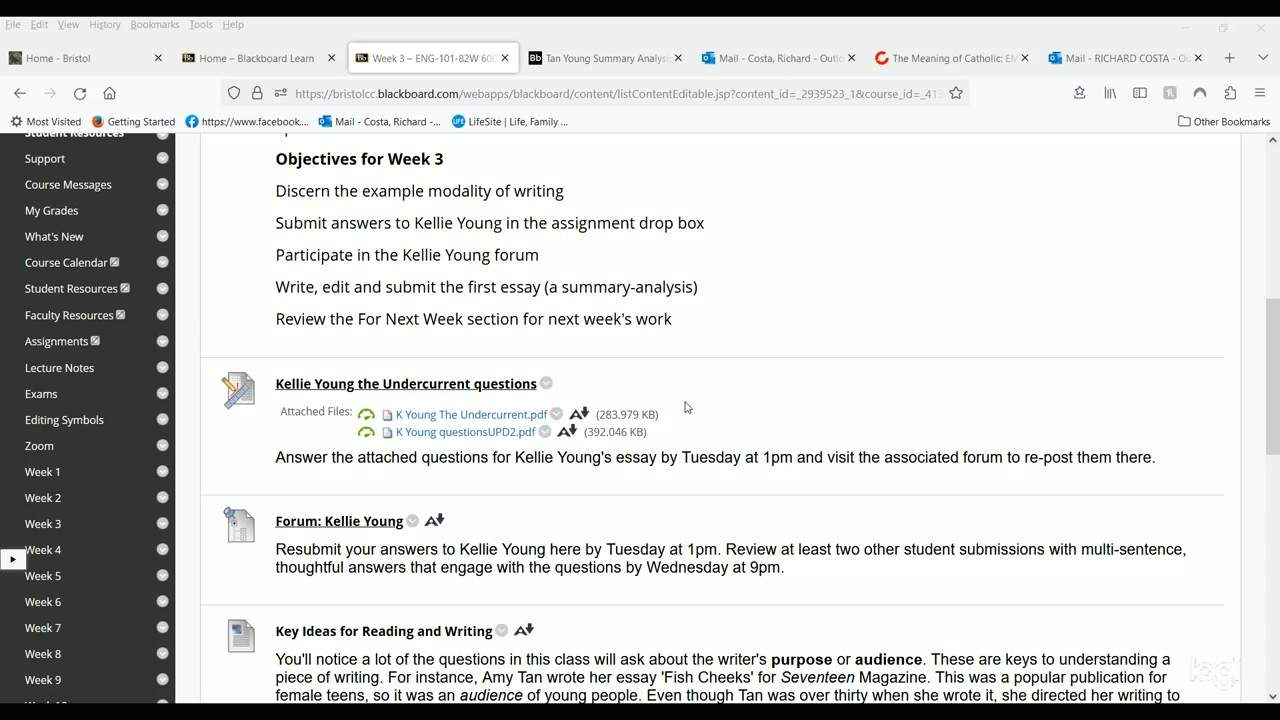 File Edit View History Bookmarks Tools Help
Home - Bristol
Home – Blackboard Learn
Week 3 – ENG-101-82W 600
Tan Young Summary Analysis
Mail - Costa, Richard - Outlo
The Meaning of Catholic: EM
Mail - RICHARD COSTA - Ou
https://bristolcc.blackboard.com/webapps/blackboard/content/listContentEditable.jsp?content_id=_2939523_1&course_id=_413
Most Visited Getting Started https://www.facebook.... Mail - Costa, Richard -... LifeSite | Life, Family ... Other Bookmarks
Student Resources
Support
Course Messages
My Grades
What's New
Course Calendar
Student Resources
Faculty Resources
Assignments
Lecture Notes
Exams
Editing Symbols
Zoom
Week 1
Week 2
Week 3
Week 4
Week 5
Week 6
Week 7
Week 8
Week 9
Objectives for Week 3
Discern the example modality of writing
Submit answers to Kellie Young in the assignment drop box
Participate in the Kellie Young forum
Write, edit and submit the first essay (a summary-analysis)
Review the For Next Week section for next week's work
Kellie Young the Undercurrent questions
Attached Files: K Young The Undercurrent.pdf (283.979 KB)
K Young questionsUPD2.pdf (392.046 KB)
Answer the attached questions for Kellie Young's essay by Tuesday at 1pm and visit the associated forum to re-post them there.
Forum: Kellie Young
Resubmit your answers to Kellie Young here by Tuesday at 1pm. Review at least two other student submissions with multi-sentence,
thoughtful answers that engage with the questions by Wednesday at 9pm.
Key Ideas for Reading and Writing
You'll notice a lot of the questions in this class will ask about the writer's purpose or audience. These are keys to understanding a
piece of writing. For instance, Amy Tan wrote her essay 'Fish Cheeks' for Seventeen Magazine. This was a popular publication for
female teens, so it was an audience of young people. Even though Tan was over thirty when she wrote it, she directed her writing to